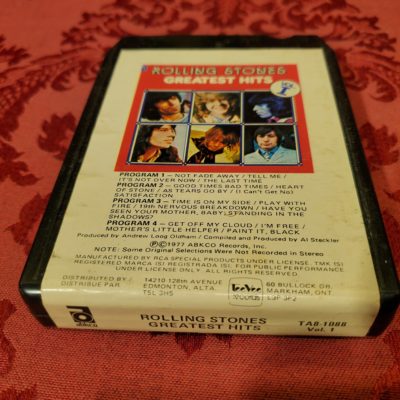 ROLLING STONES
GREATEST HITS
PROGRAM 1 – NOT FADE AWAY / TELL ME /
IT'S NOT OVER NOW / THE LAST TIME
PROGRAM 2 – GOOD TIMES BAD TIMES / HEART
OF STONE / AS TEARS GO BY / (I Can't Get No)
SATISFACTION
PROGRAM 3 – TIME IS ON MY SIDE / PLAY WITH
FIRE / 19th NERVOUS BREAKDOWN / HAVE YOU
SEEN YOUR MOTHER, BABY, STANDING IN THE
SHADOWS?
PROGRAM 4 – GET OFF MY CLOUD / I'M FREE /
MOTHER'S LITTLE HELPER / PAINT IT, BLACK
Produced by Andrew Loog Oldham / Compiled and Produced by Al Steckler
Ⓟ©1977 ABKCO Records, Inc.
NOTE: Some Original Selections Were Not Recorded in Stereo
MANUFACTURED BY RCA SPECIAL PRODUCTS UNDER LICENSE. TMK (S)
REGISTERED MARCA (S) REGISTRADA (S). FOR PUBLIC PERFORMANCE
UNDER LICENSE ONLY. ALL RIGHTS RESERVED.
DISTRIBUTED BY/
DISTRIBUE PAR
14210 128th AVENUE
EDMONTON, ALTA.
T5L 3H5
60 BULLOCK DR.
MARKHAM, ONT.
L3P 3P2
abkco
ROLLING STONES
GREATEST HITS
TA8-1088
Vol. 1